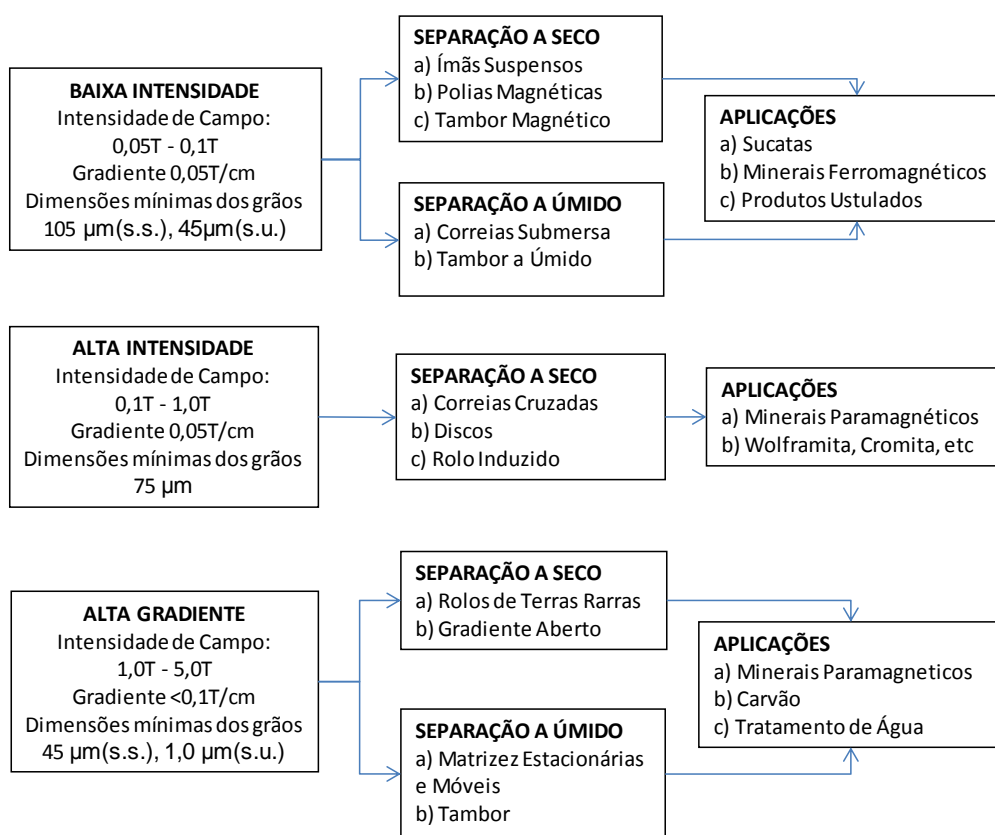 BAIXA INTENSIDADE
Intensidade de Campo:
0,05T - 0,1T
Gradiente 0,05T/cm
Dimensões mínimas dos grãos
105 µm(s.s.), 45µm(s.u.)
SEPARAÇÃO A SECO
a) Ímãs Suspensos
b) Polias Magnéticas
c) Tambor Magnético
SEPARAÇÃO A ÚMIDO
a) Correias Submersa
b) Tambor a Úmido
APLICAÇÕES
a) Sucatas
b) Minerais Ferromagnéticos
c) Produtos Ustulados
ALTA INTENSIDADE
Intensidade de Campo:
0,1T - 1,0T
Gradiente 0,05T/cm
Dimensões mínimas dos grãos
75 µm
SEPARAÇÃO A SECO
a) Correias Cruzadas
b) Discos
c) Rolo Induzido
APLICAÇÕES
a) Minerais Paramagnéticos
b) Wolframita, Cromita, etc
ALTA GRADIENTE
Intensidade de Campo:
1,0T - 5,0T
Gradiente <0,1T/cm
Dimensões mínimas dos grãos
45 µm(s.s.), 1,0 µm(s.u.)
SEPARAÇÃO A SECO
a) Rolos de Terras Rarras
b) Gradiente Aberto
SEPARAÇÃO A ÚMIDO
a) Matrizez Estacionárias
e Móveis
b) Tambor
APLICAÇÕES
a) Minerais Paramagneticos
b) Carvão
c) Tratamento de Água